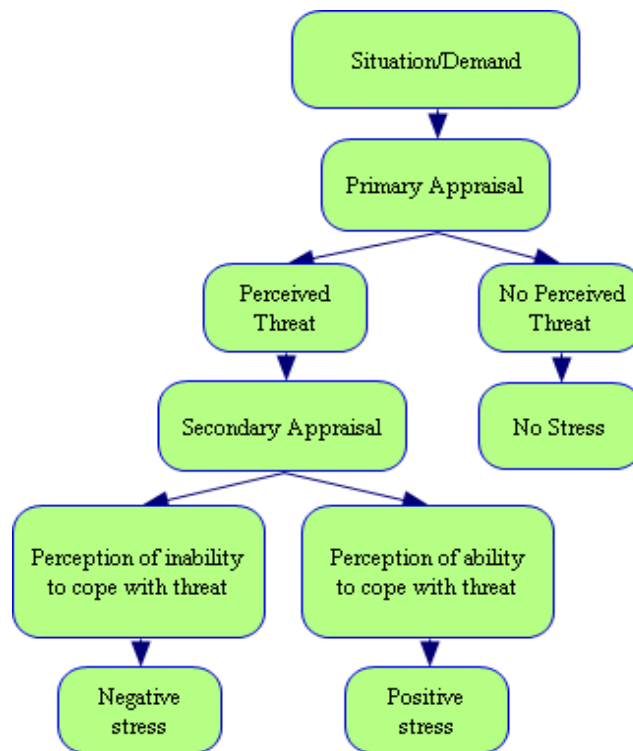 Situation/Demand
Primary Appraisal
Perceived
Threat
No Perceived
Threat
Secondary Appraisal
No Stress
Perception of inability
to cope with threat
Perception of ability
to cope with threat
Negative
stress
Positive
stress